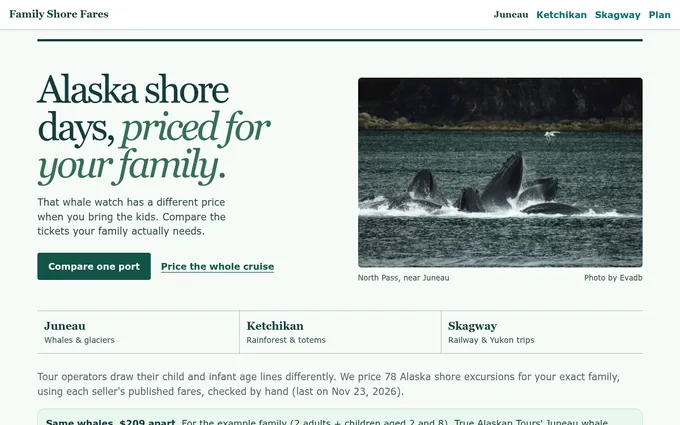 Family Shore Fares
Juneau Ketchikan Skagway Plan
Alaska shore
days, priced for
your family.
That whale watch has a different price
when you bring the kids. Compare the
tickets your family actually needs.
Compare one port Price the whole cruise
North Pass, near Juneau Photo by Evadb
Juneau
Whales & glaciers
Ketchikan
Rainforest & totems
Skagway
Railway & Yukon trips
Tour operators draw their child and infant age lines differently. We price 78 Alaska shore excursions for your exact family,
using each seller's published fares, checked by hand (last on Nov 23, 2026).
Same whales, $209 apart. For the example family (2 adults + children aged 2 and 8), True Alaskan Tours' Juneau whale